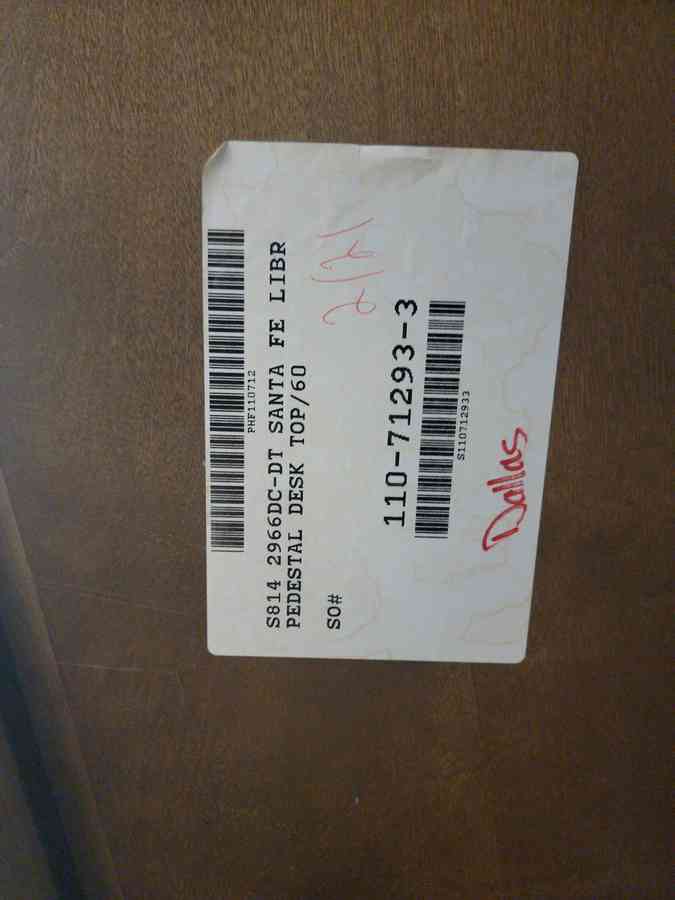 PHF110712
S814 2966DC-DT SANTA FE LIBR
PEDESTAL DESK TOP/60
SO#
110-71293-3
S110712933
Dallas